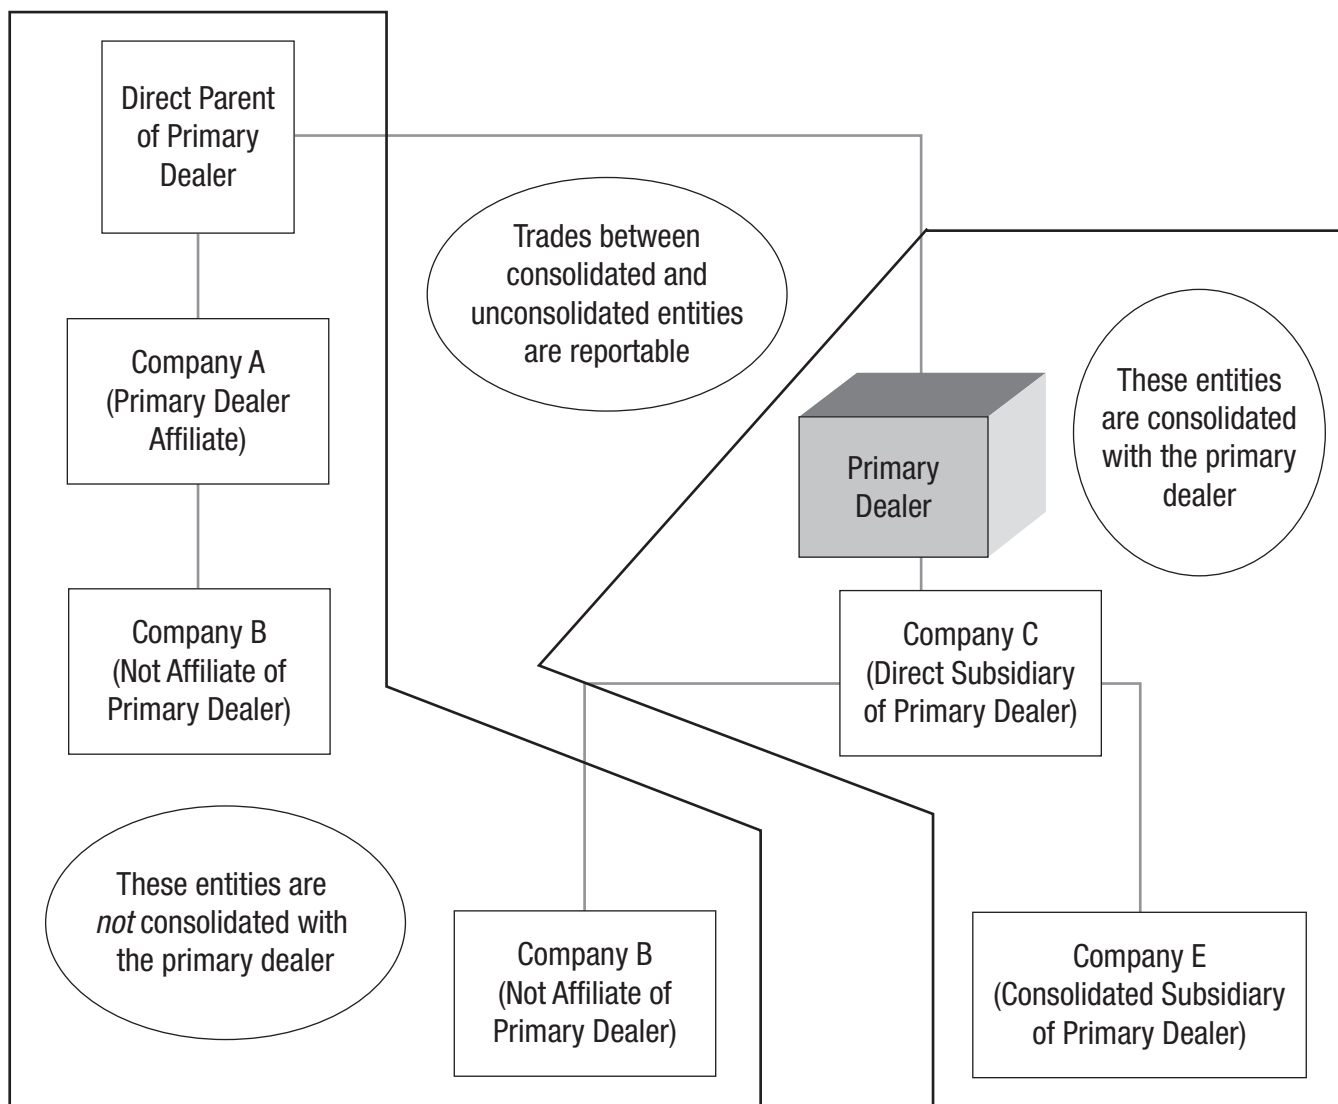 Direct Parent
of Primary
Dealer
Trades between
consolidated and
unconsolidated entities
are reportable
These entities
are consolidated
with the primary
dealer
Company A
(Primary Dealer
Affiliate)
Primary
Dealer
Company B
(Not Affiliate of
Primary Dealer)
Company C
(Direct Subsidiary
of Primary Dealer)
These entities are
not consolidated with
the primary dealer
Company B
(Not Affiliate of
Primary Dealer)
Company E
(Consolidated Subsidiary
of Primary Dealer)